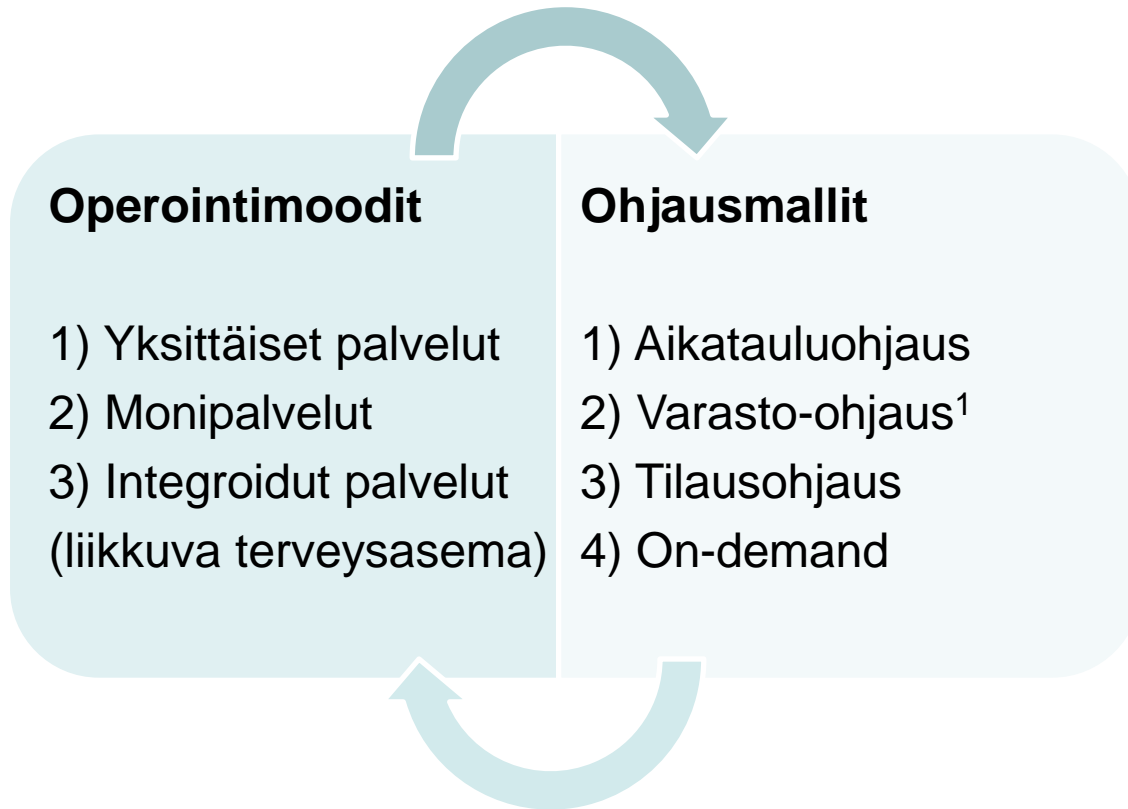 Operointimoodit
1) Yksittäiset palvelut
2) Monipalvelut
3) Integroidut palvelut
(liikkuva terveysasema)
Ohjausmallit
1) Aikatauluohjaus
2) Varasto-ohjaus¹
3) Tilausohjaus
4) On-demand